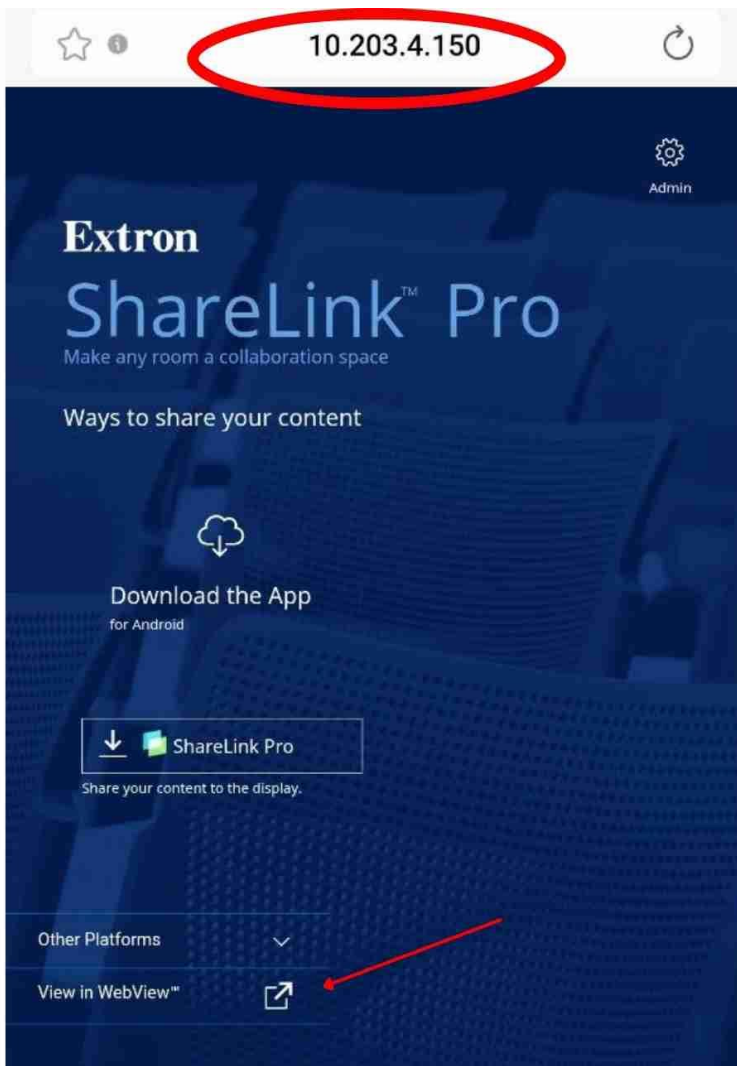 10.203.4.150
Admin
Extron
ShareLink™ Pro
Make any room a collaboration space
Ways to share your content
Download the App
for Android
ShareLink Pro
Share your content to the display.
Other Platforms
View in WebView™